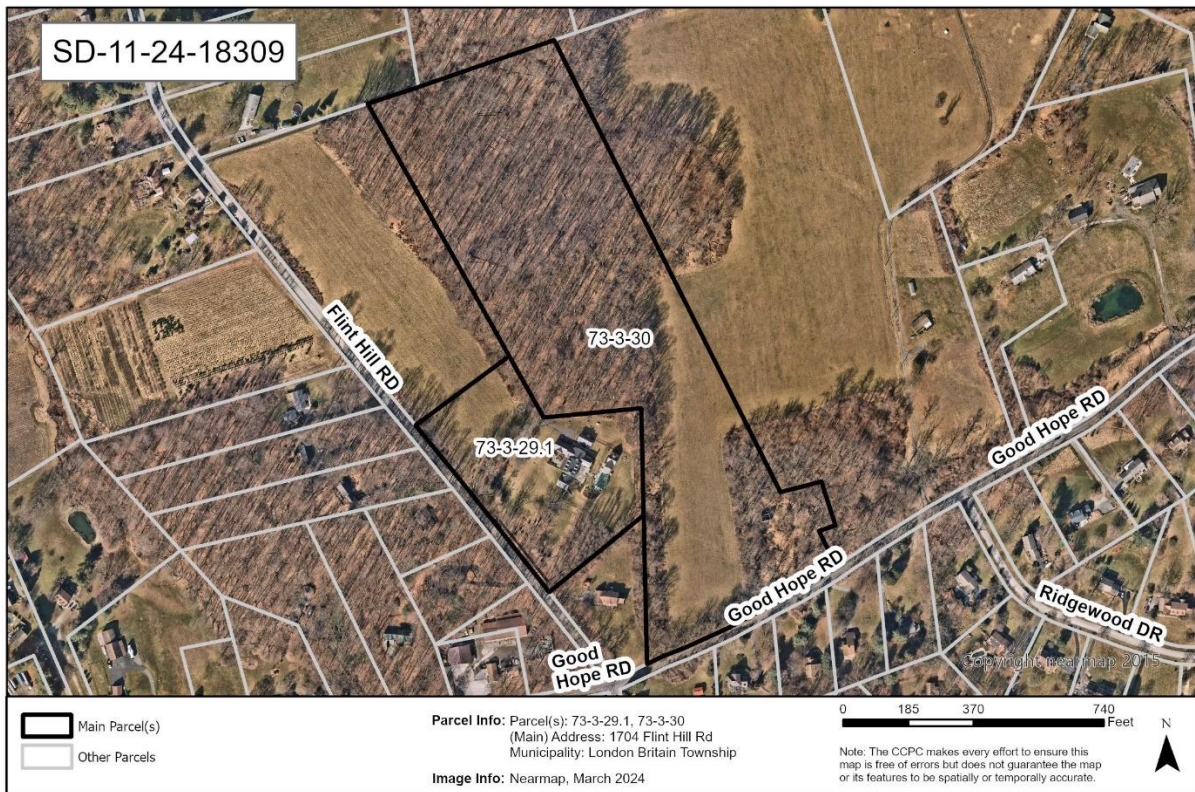 SD-11-24-18309
Flint Hill RD
73-3-30
73-3-29.1
Good Hope RD
Good Hope RD
Good
Hope RD
Ridgewood DR
Copyright nearmap 2015
Main Parcel(s)
Other Parcels
Parcel Info: Parcel(s): 73-3-29.1, 73-3-30
(Main) Address: 1704 Flint Hill Rd
Municipality: London Britain Township
Image Info: Nearmap, March 2024
0 185 370 740
Feet
N
Note: The CCPC makes every effort to ensure this
map is free of errors but does not guarantee the map
or its features to be spatially or temporally accurate.